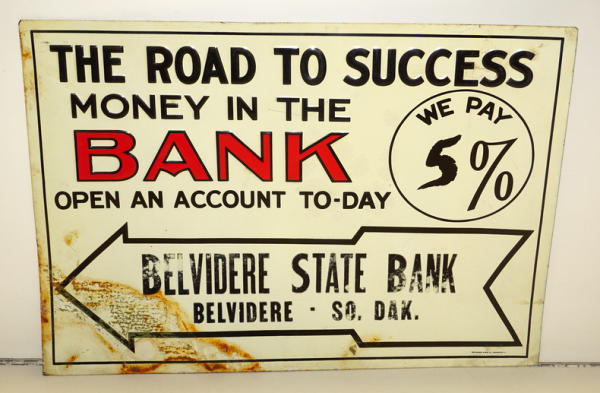 THE ROAD TO SUCCESS
MONEY IN THE
BANK
OPEN AN ACCOUNT TO-DAY
WE PAY
5%
BELVIDERE STATE BANK
BELVIDERE · SO. DAK.